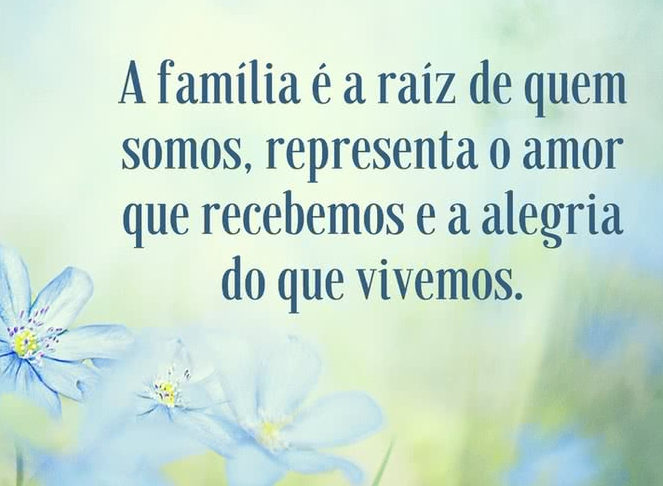 A família é a raíz de quem
somos, representa o amor
que recebemos e a alegria
do que vivemos.